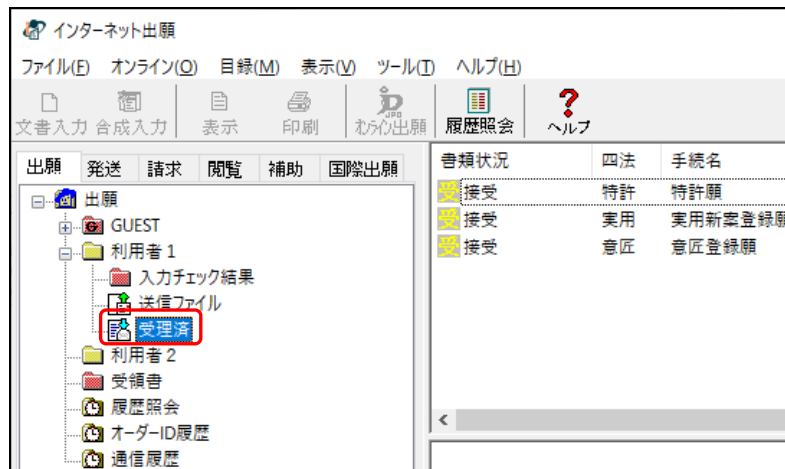 インターネット出願
ファイル(F) オンライン(O) 目録(M) 表示(V) ツール(T) ヘルプ(H)
文書入力 合成入力 表示 印刷 オンライン出願 履歴照会 ヘルプ
出願 発送 請求 閲覧 補助 国際出願
書類状況 四法 手続名
出願
GUEST
利用者1
入力チェック結果
送信ファイル
受理済
利用者2
受領書
履歴照会
オーダーID履歴
通信履歴
受 接受 特許 特許願
受 接受 実用 実用新案登録願
受 接受 意匠 意匠登録願